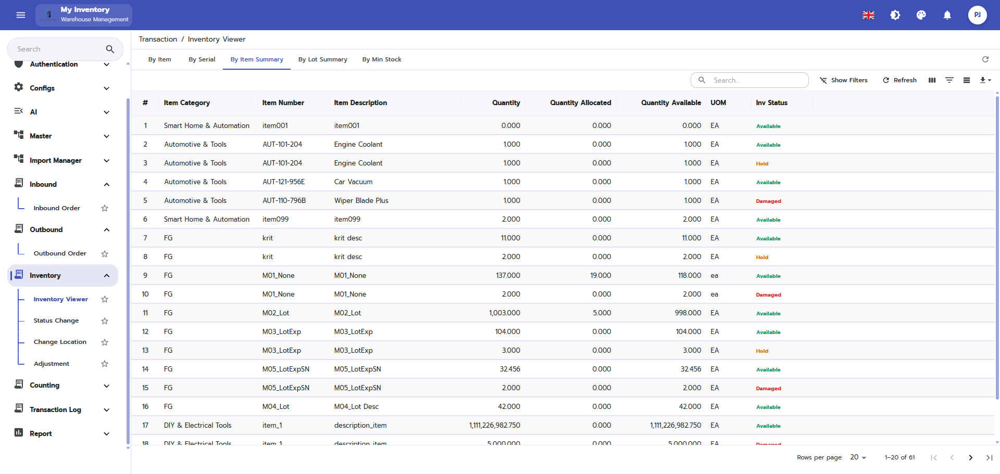 My Inventory
Warehouse Management
PJ
Search
Authentication
Configs
AI
Master
Import Manager
Inbound
Inbound Order
Outbound
Outbound Order
Inventory
Inventory Viewer
Status Change
Change Location
Adjustment
Counting
Transaction Log
Report
Transaction / Inventory Viewer
By Item By Serial By Item Summary By Lot Summary By Min Stock
Search... Show Filters Refresh
# Item Category Item Number Item Description Quantity Quantity Allocated Quantity Available UOM Inv Status
1 Smart Home & Automation item001 item001 0.000 0.000 0.000 EA Available
2 Automotive & Tools AUT-101-204 Engine Coolant 1.000 0.000 1.000 EA Available
3 Automotive & Tools AUT-101-204 Engine Coolant 1.000 0.000 1.000 EA Hold
4 Automotive & Tools AUT-121-956E Car Vacuum 1.000 0.000 1.000 EA Available
5 Automotive & Tools AUT-110-796B Wiper Blade Plus 1.000 0.000 1.000 EA Damaged
6 Smart Home & Automation item099 item099 2.000 0.000 2.000 EA Available
7 FG krit krit desc 11.000 0.000 11.000 EA Available
8 FG krit krit desc 2.000 0.000 2.000 EA Hold
9 FG M01_None M01_None 137.000 19.000 118.000 ea Available
10 FG M01_None M01_None 2.000 0.000 2.000 ea Damaged
11 FG M02_Lot M02_Lot 1,003.000 5.000 998.000 EA Available
12 FG M03_LotExp M03_LotExp 104.000 0.000 104.000 EA Available
13 FG M03_LotExp M03_LotExp 3.000 0.000 3.000 EA Hold
14 FG M05_LotExpSN M05_LotExpSN 32.456 0.000 32.456 EA Available
15 FG M05_LotExpSN M05_LotExpSN 2.000 0.000 2.000 EA Damaged
16 FG M04_Lot M04_Lot Desc 42.000 0.000 42.000 EA Available
17 DIY & Electrical Tools item_1 description_item 1,111,226,982.750 0.000 1,111,226,982.750 EA Available
18 DIY & Electrical Tools item_1 description_item 5,000.000 0.000 5,000.000 EA Damaged
Rows per page: 20 1–20 of 61